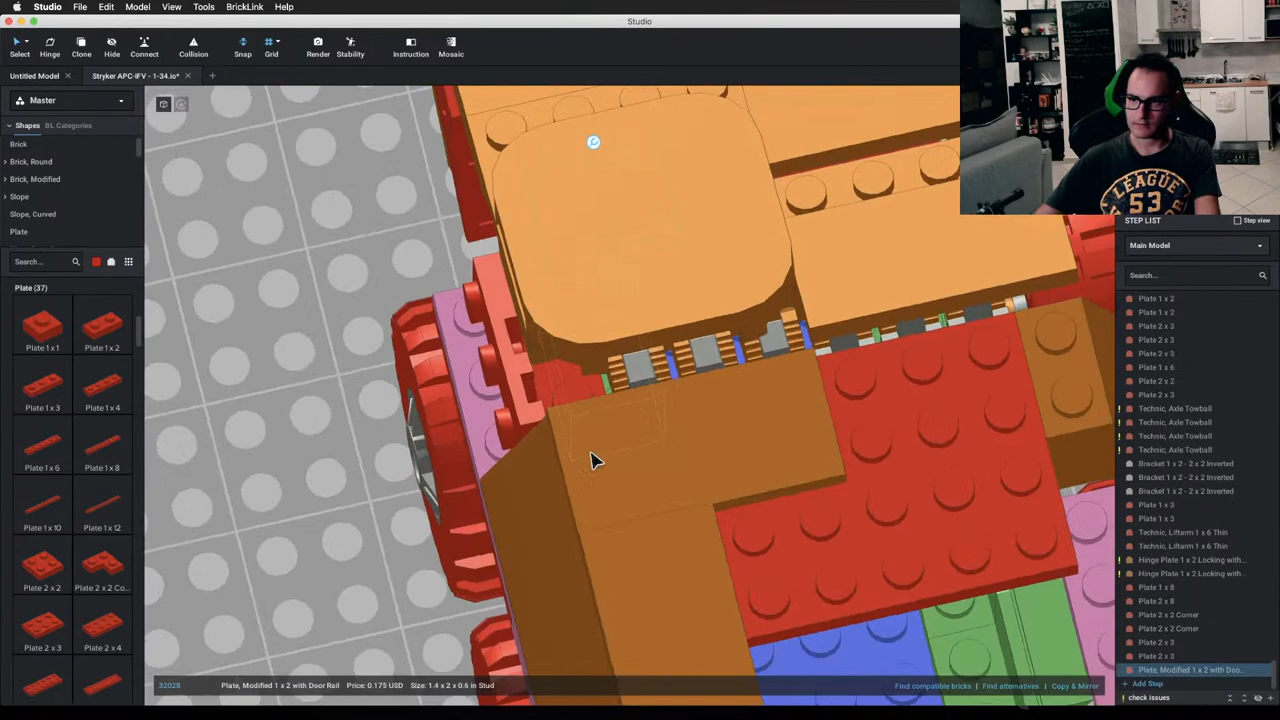 Studio File Edit Model View Tools BrickLink Help
Studio
Select Hinge Clone Hide Connect Collision Snap Grid Render Stability Instruction Mosaic
Untitled Model Stryker APC-IFV - 1-34.io*
Master
Shapes BL Categories
Brick
Brick, Round
Brick, Modified
Slope
Slope, Curved
Plate
Search...
Plate (37)
Plate 1 x 1 Plate 1 x 2
Plate 1 x 3 Plate 1 x 4
Plate 1 x 6 Plate 1 x 8
Plate 1 x 10 Plate 1 x 12
Plate 2 x 2 Plate 2 x 2 Co...
Plate 2 x 3 Plate 2 x 4
LEAGUE
53
STEP LIST Step view
Main Model
Search...
Plate 1 x 2
Plate 1 x 2
Plate 2 x 3
Plate 2 x 3
Plate 2 x 3
Plate 1 x 6
Plate 2 x 2
Plate 2 x 3
Technic, Axle Towball
Technic, Axle Towball
Technic, Axle Towball
Technic, Axle Towball
Bracket 1 x 2 - 2 x 2 Inverted
Bracket 1 x 2 - 2 x 2 Inverted
Bracket 1 x 2 - 2 x 2 Inverted
Plate 1 x 3
Plate 1 x 3
Technic, Liftarm 1 x 6 Thin
Technic, Liftarm 1 x 6 Thin
Hinge Plate 1 x 2 Locking with...
Hinge Plate 1 x 2 Locking with...
Plate 1 x 8
Plate 2 x 8
Plate 2 x 2 Corner
Plate 2 x 2 Corner
Plate 2 x 3
Plate 2 x 3
Plate, Modified 1 x 2 with Doo...
+ Add Step
! check issues
32028 Plate, Modified 1 x 2 with Door Rail Price: 0.175 USD Size: 1.4 x 2 x 0.6 in Stud Find compatible bricks | Find alternatives | Copy & Mirror